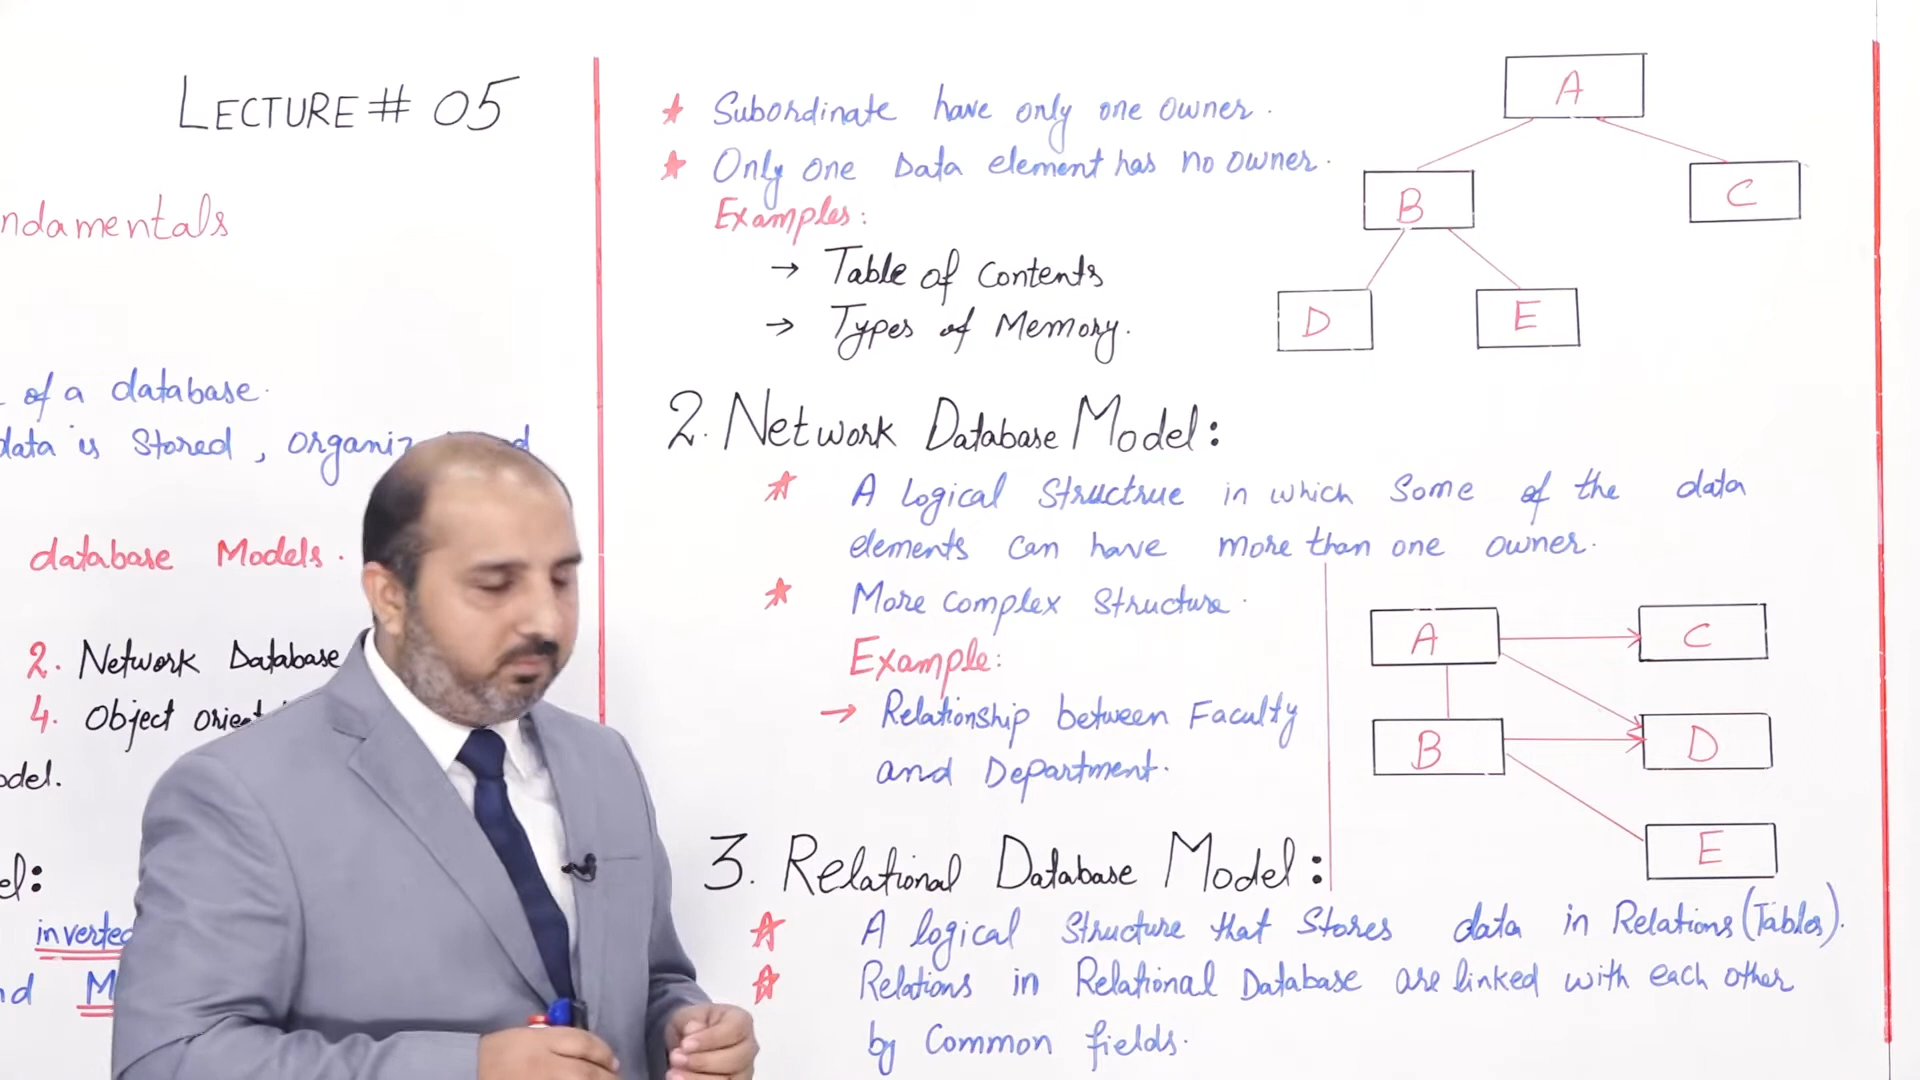 LECTURE# 05
ndamentals
of a database.
data is Stored, organiz
database Models.
2. Network Database
4. Object orient
odel.
el:
inverted
nd M
★ Subordinate have only one owner.
★ Only one Data element has no owner.
Examples:
→ Table of Contents
→ Types of Memory.
A
B
C
D
E
2. Network Database Model:
★ A logical Structrue in which Some of the data
elements can have more than one owner.
★ More complex Structure.
Example:
→ Relationship between Faculty
and Department.
A
C
B
D
E
3. Relational Database Model:
★ A logical Structure that Stores data in Relations (Tables).
★ Relations in Relational Database are linked with each other
by Common fields.